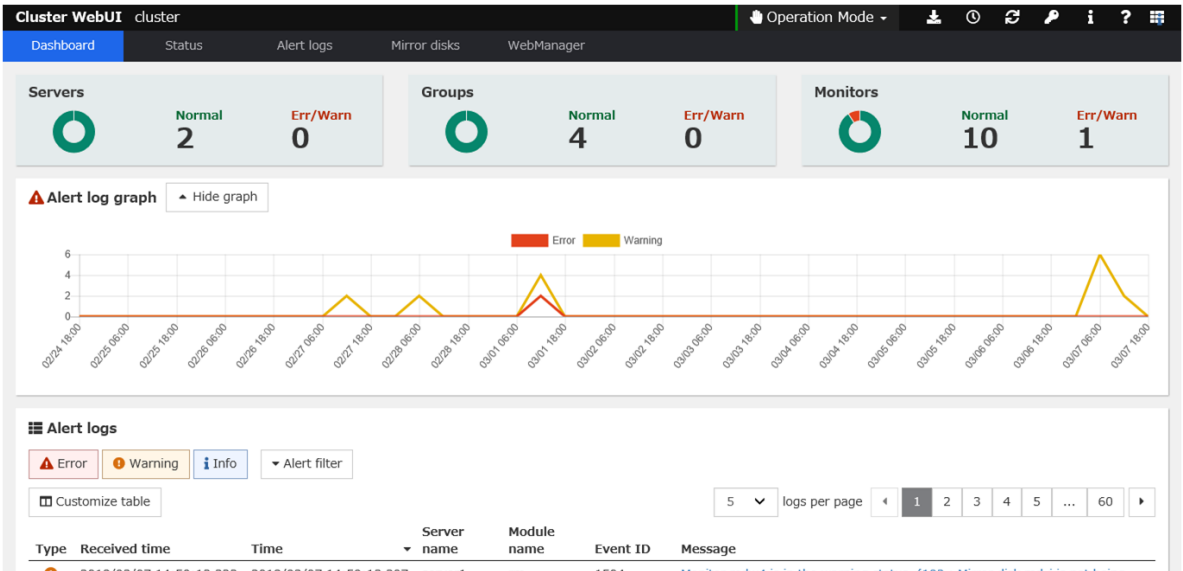 Cluster WebUI cluster Operation Mode
Dashboard Status Alert logs Mirror disks WebManager
Servers Groups Monitors
Normal Err/Warn Normal Err/Warn Normal Err/Warn
2 0 4 0 10 1
Alert log graph Hide graph
Error Warning
6
4
2
0
02/24 18:00 02/25 06:00 02/25 18:00 02/26 06:00 02/26 18:00 02/27 06:00 02/27 18:00 02/28 06:00 02/28 18:00 03/01 06:00 03/01 18:00 03/02 06:00 03/02 18:00 03/03 06:00 03/03 18:00 03/04 06:00 03/04 18:00 03/05 06:00 03/05 18:00 03/06 06:00 03/06 18:00 03/07 06:00 03/07 18:00
Alert logs
Error Warning Info Alert filter
Customize table 5 logs per page 1 2 3 4 5 ... 60
Type Received time Time Server name Module name Event ID Message